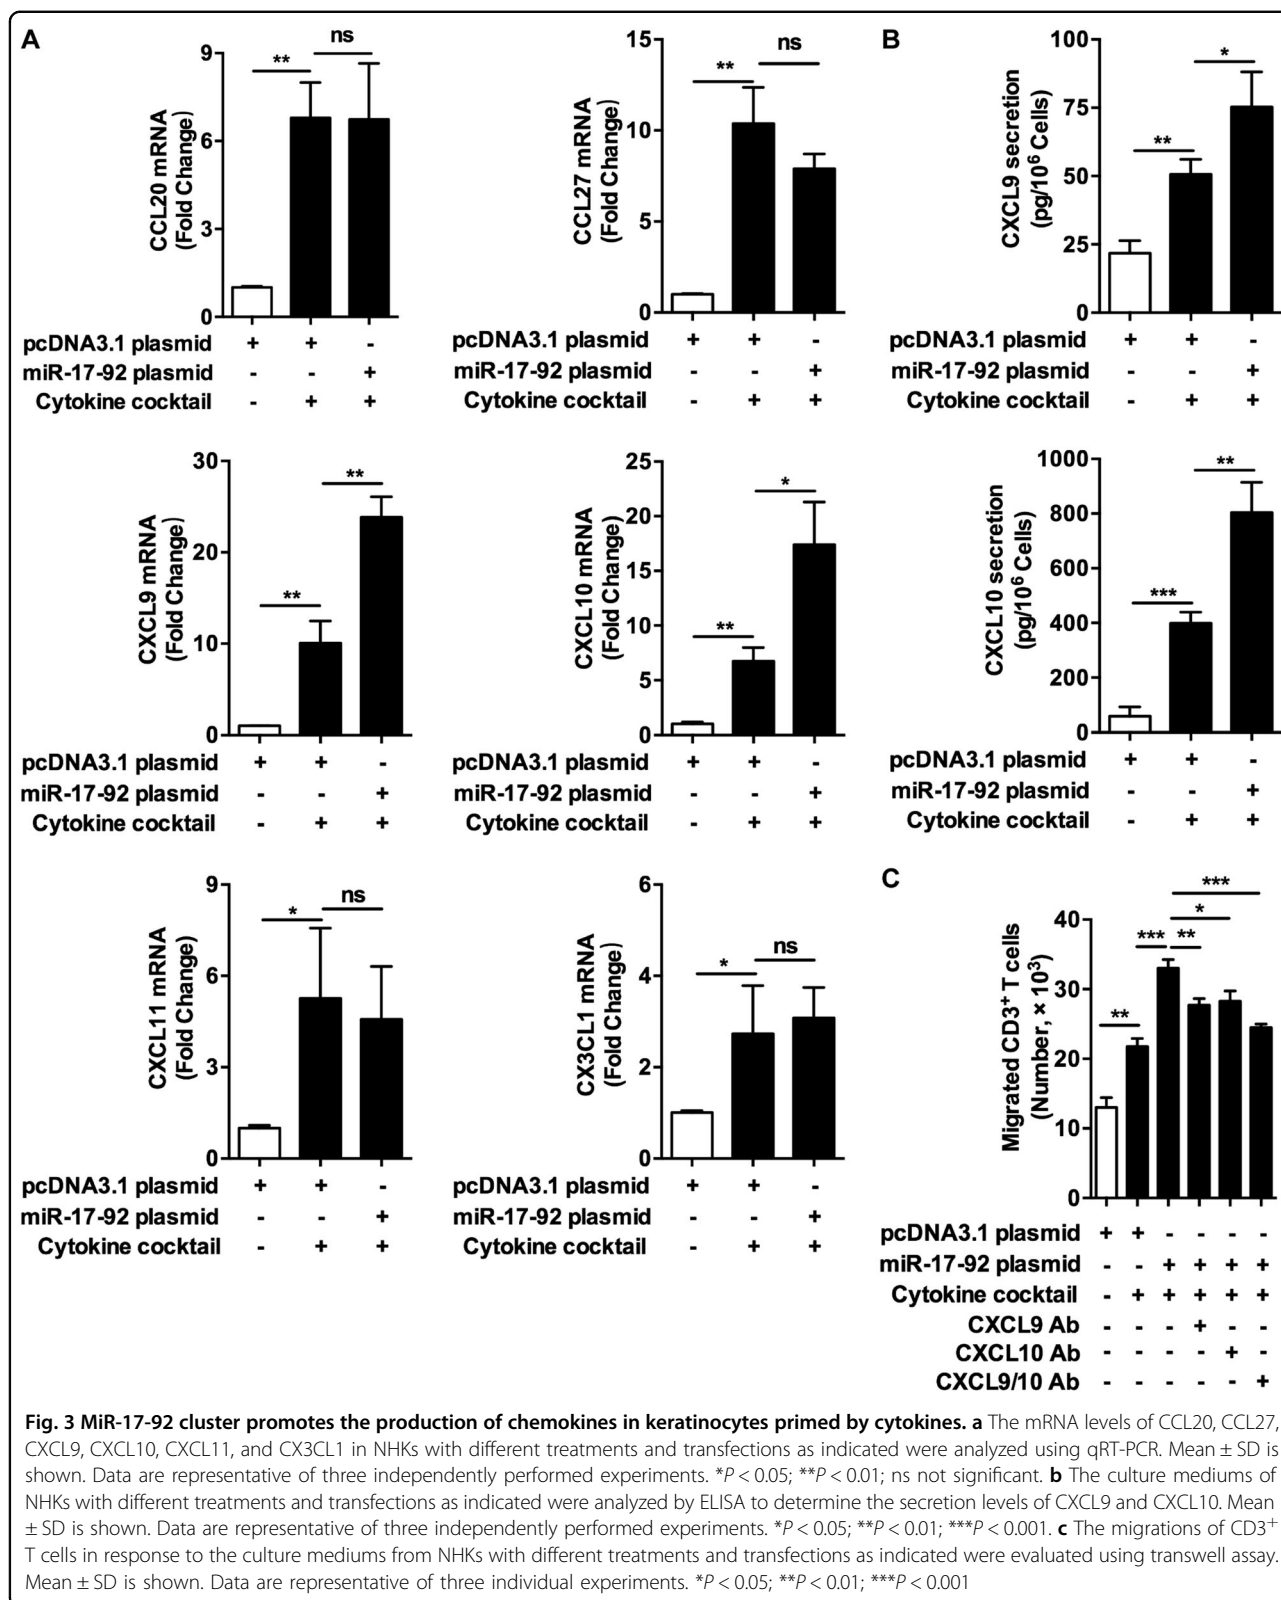 A
CCL20 mRNA
(Fold Change)
9
6
3
0
**
ns
pcDNA3.1 plasmid + + -
miR-17-92 plasmid - - +
Cytokine cocktail - + +
CCL27 mRNA
(Fold Change)
15
10
5
0
**
ns
pcDNA3.1 plasmid + + -
miR-17-92 plasmid - - +
Cytokine cocktail - + +
B
CXCL9 secretion
(pg/10⁶ Cells)
100
75
50
25
0
**
*
pcDNA3.1 plasmid + + -
miR-17-92 plasmid - - +
Cytokine cocktail - + +
CXCL9 mRNA
(Fold Change)
30
20
10
0
**
**
pcDNA3.1 plasmid + + -
miR-17-92 plasmid - - +
Cytokine cocktail - + +
CXCL10 mRNA
(Fold Change)
25
20
15
10
5
0
**
*
pcDNA3.1 plasmid + + -
miR-17-92 plasmid - - +
Cytokine cocktail - + +
CXCL10 secretion
(pg/10⁶ Cells)
1000
800
600
400
200
0
***
**
pcDNA3.1 plasmid + + -
miR-17-92 plasmid - - +
Cytokine cocktail - + +
CXCL11 mRNA
(Fold Change)
9
6
3
0
*
ns
pcDNA3.1 plasmid + + -
miR-17-92 plasmid - - +
Cytokine cocktail - + +
CX3CL1 mRNA
(Fold Change)
6
4
2
0
*
ns
pcDNA3.1 plasmid + + -
miR-17-92 plasmid - - +
Cytokine cocktail - + +
C
Migrated CD3⁺ T cells
(Number, × 10³)
40
30
20
10
0
***
*
*** **
**
pcDNA3.1 plasmid + + - - - -
miR-17-92 plasmid - - + + + +
Cytokine cocktail - + + + + +
CXCL9 Ab - - - + - -
CXCL10 Ab - - - - + -
CXCL9/10 Ab - - - - - +
Fig. 3 MiR-17-92 cluster promotes the production of chemokines in keratinocytes primed by cytokines. a The mRNA levels of CCL20, CCL27,
CXCL9, CXCL10, CXCL11, and CX3CL1 in NHKs with different treatments and transfections as indicated were analyzed using qRT-PCR. Mean ± SD is
shown. Data are representative of three independently performed experiments. *P < 0.05; **P < 0.01; ns not significant. b The culture mediums of
NHKs with different treatments and transfections as indicated were analyzed by ELISA to determine the secretion levels of CXCL9 and CXCL10. Mean
± SD is shown. Data are representative of three independently performed experiments. *P < 0.05; **P < 0.01; ***P < 0.001. c The migrations of CD3⁺
T cells in response to the culture mediums from NHKs with different treatments and transfections as indicated were evaluated using transwell assay.
Mean ± SD is shown. Data are representative of three individual experiments. *P < 0.05; **P < 0.01; ***P < 0.001